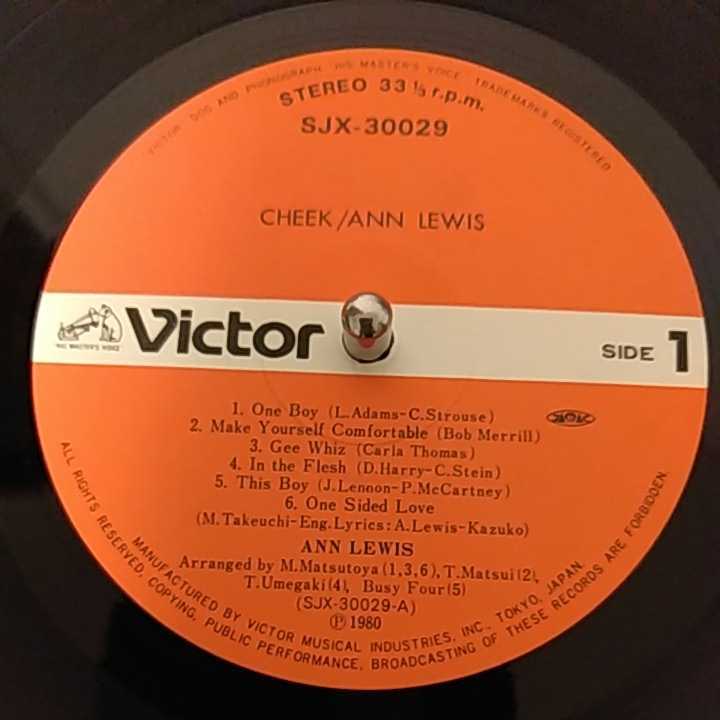 VICTOR, DOG AND PHONOGRAPH, HIS MASTER'S VOICE, TRADEMARKS REGISTERED
STEREO 33 ⅓ r.p.m.
SJX-30029
CHEEK/ANN LEWIS
"HIS MASTER'S VOICE"
Victor
SIDE 1
1. One Boy (L.Adams-C.Strouse)
2. Make Yourself Comfortable (Bob Merrill)
3. Gee Whiz (Carla Thomas)
4. In the Flesh (D.Harry-C.Stein)
5. This Boy (J.Lennon-P.McCartney)
6. One Sided Love
(M.Takeuchi-Eng.Lyrics:A.Lewis-Kazuko)
ANN LEWIS
Arranged by M.Matsutoya(1,3,6), T.Matsui(2),
T.Umegaki(4), Busy Four(5)
(SJX-30029-A)
Ⓟ 1980
MANUFACTURED BY VICTOR MUSICAL INDUSTRIES, INC., TOKYO, JAPAN.
ALL RIGHTS RESERVED, COPYING, PUBLIC PERFORMANCE, BROADCASTING OF THESE RECORDS ARE FORBIDDEN.